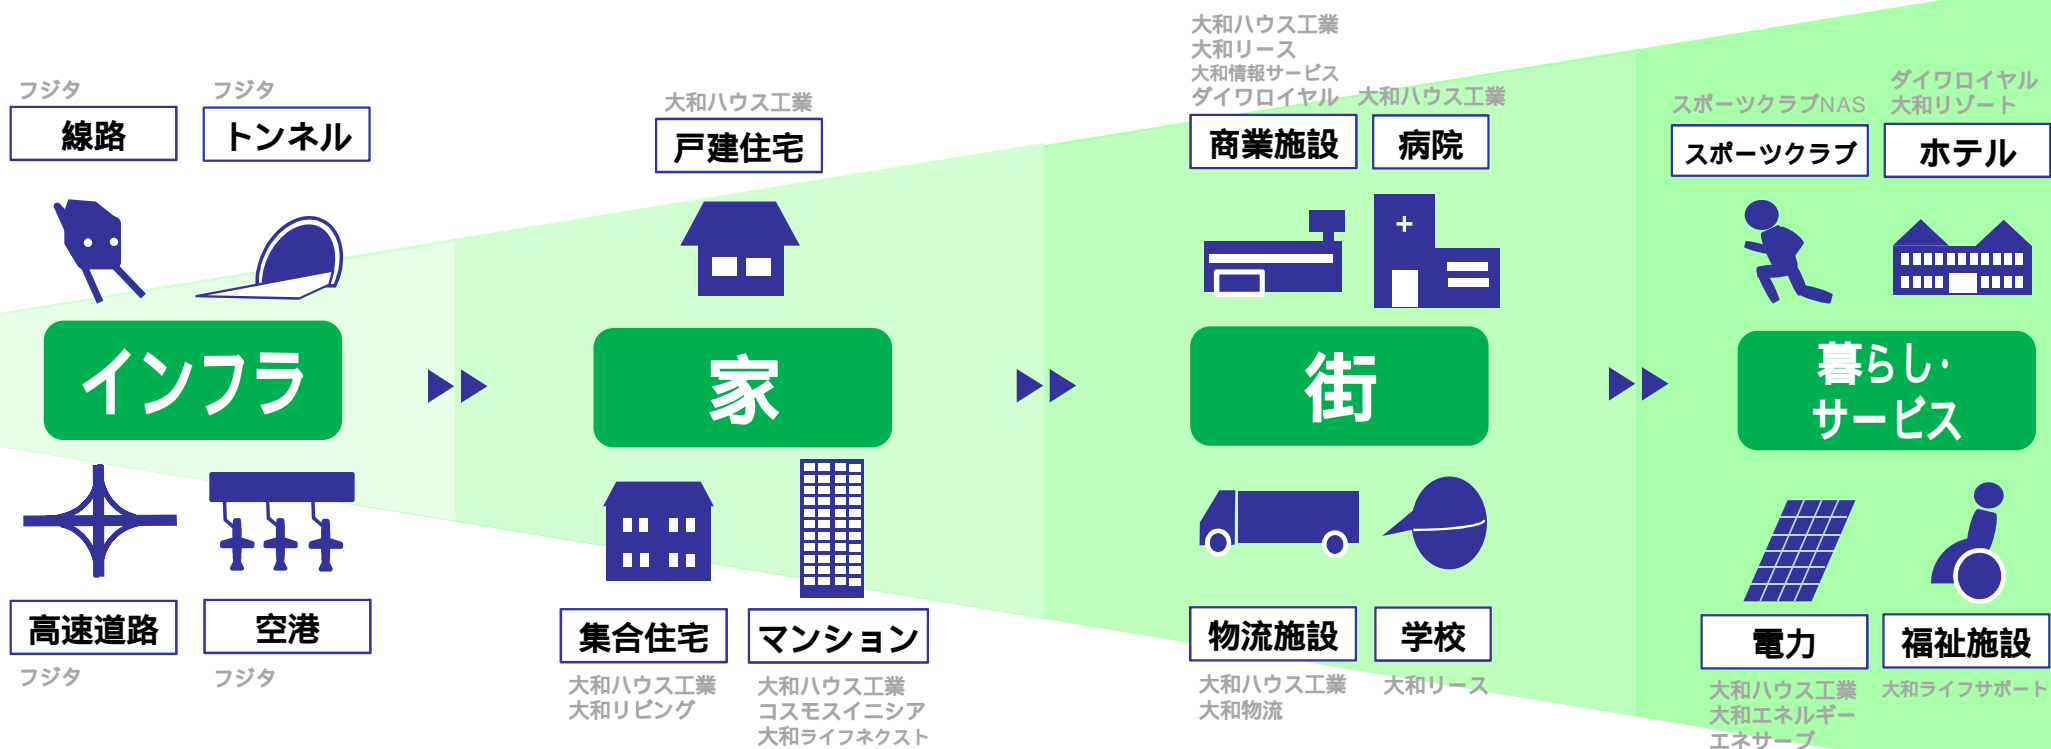 フジタ
線路
フジタ
トンネル
インフラ
高速道路
フジタ
空港
フジタ
大和ハウス工業
戸建住宅
家
集合住宅
大和ハウス工業
大和リビング
マンション
大和ハウス工業
コスモスイニシア
大和ライフネクスト
大和ハウス工業
大和リース
大和情報サービス
ダイワロイヤル
商業施設
大和ハウス工業
病院
街
物流施設
大和ハウス工業
大和物流
学校
大和リース
スポーツクラブNAS
スポーツクラブ
ダイワロイヤル
大和リゾート
ホテル
暮らし・
サービス
電力
大和ハウス工業
大和エネルギー
エネサーブ
福祉施設
大和ライフサポート